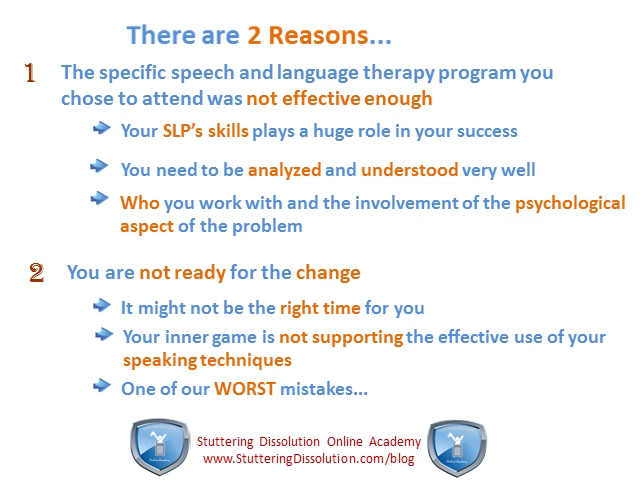 There are 2 Reasons...
1 The specific speech and language therapy program you
chose to attend was not effective enough
Your SLP's skills plays a huge role in your success
You need to be analyzed and understood very well
Who you work with and the involvement of the psychological
aspect of the problem
2 You are not ready for the change
It might not be the right time for you
Your inner game is not supporting the effective use of your
speaking techniques
One of our WORST mistakes...
Stuttering Dissolution Online Academy
www.StutteringDissolution.com/blog